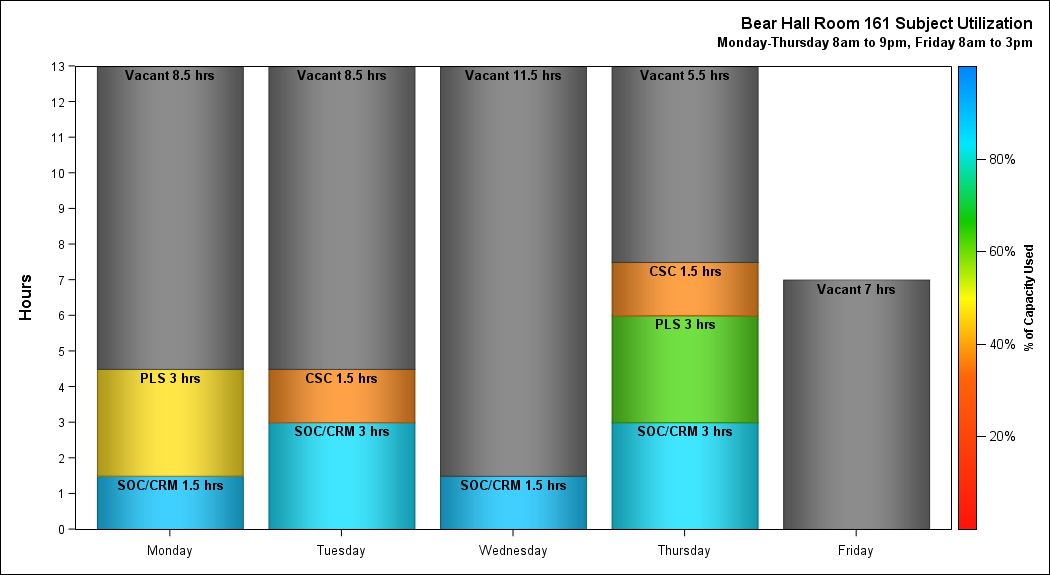 Bear Hall Room 161 Subject Utilization
Monday-Thursday 8am to 9pm, Friday 8am to 3pm
Hours
13
12
11
10
9
8
7
6
5
4
3
2
1
0
Vacant 8.5 hrs
PLS 3 hrs
SOC/CRM 1.5 hrs
Vacant 8.5 hrs
CSC 1.5 hrs
SOC/CRM 3 hrs
Vacant 11.5 hrs
SOC/CRM 1.5 hrs
Vacant 5.5 hrs
CSC 1.5 hrs
PLS 3 hrs
SOC/CRM 3 hrs
Vacant 7 hrs
Monday
Tuesday
Wednesday
Thursday
Friday
80%
60%
40%
20%
% of Capacity Used